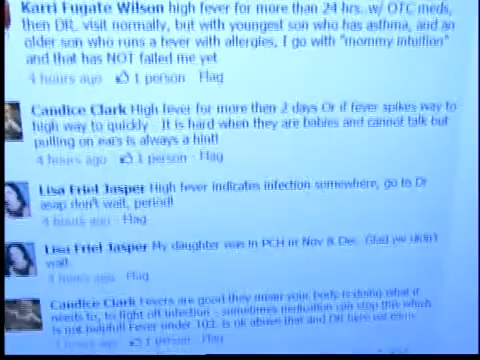 Karri Fugate Wilson high fever for more than 24 hrs. w/ OTC meds,
then DR. visit normally, but with youngest son who has asthma, and an
older son who runs a fever with allergies, I go with "mommy intuition"
and that has NOT failed me yet
4 hours ago 1 person Flag
Candice Clark High fever for more then 2 days Or if fever spikes way to
high way to quickly - It is hard when they are babies and cannot talk but
pulling on ears is always a hint!
4 hours ago 1 person Flag
Lisa Friel Jasper High fever indicates infection somewhere, go to Dr
asap don't wait, period!
4 hours ago Flag
Lisa Friel Jasper My daughter was in PCH in Nov & Dec. Glad we didn't
wait.
4 hours ago Flag
Candice Clark Fevers are good they mean your body is doing what it
needs to, to fight off infection - sometimes medication can stop this which
is not helpful! Fever under 103. is ok above that and DR here we
hours ago 1 person Flag